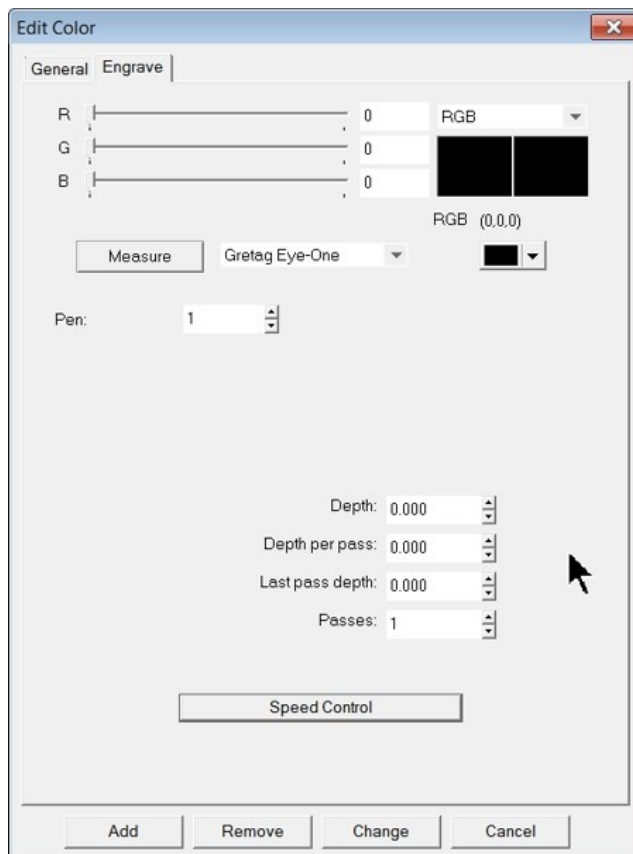 Edit Color
General Engrave
R 0 RGB
G 0
B 0
RGB (0,0,0)
Measure Gretag Eye-One
Pen: 1
Depth: 0.000
Depth per pass: 0.000
Last pass depth: 0.000
Passes: 1
Speed Control
Add Remove Change Cancel